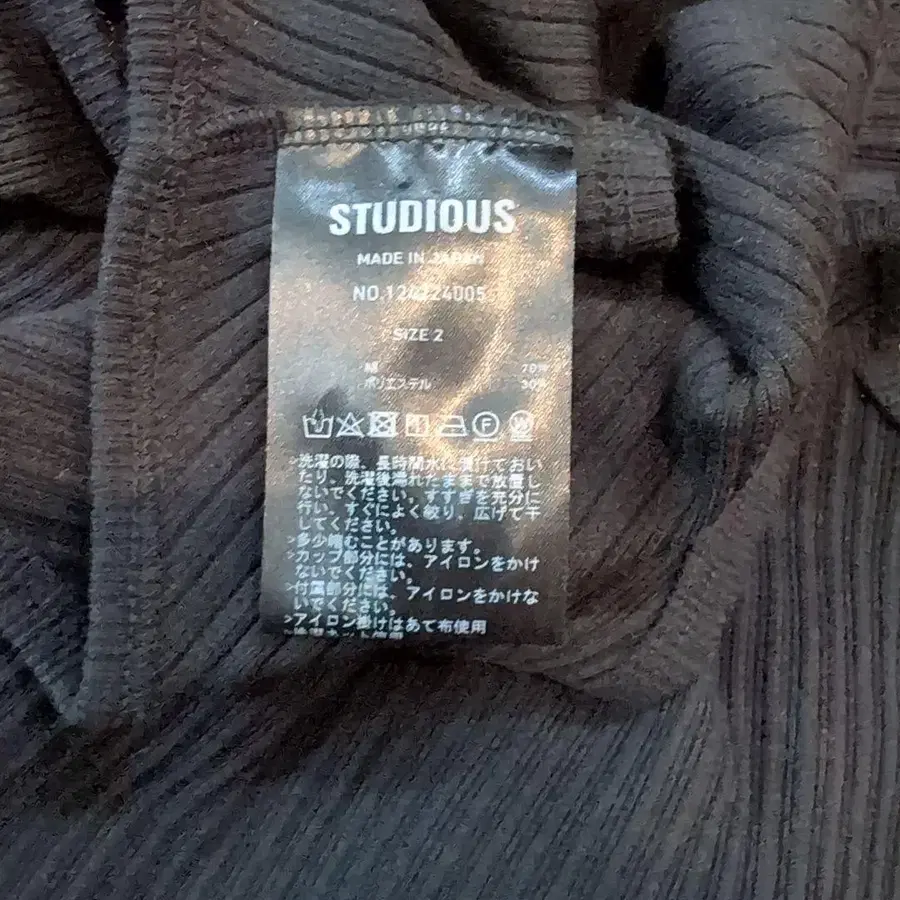 STUDIOUS
MADE IN JAPAN
NO.124124005
SIZE 2
綿 70%
ポリエステル 30%
>洗濯の際、長時間水に漬けておい
たり、洗濯後濡れたままで放置し
ないでください。すすぎを充分に
行い、すぐによく絞り、広げて干
してください。
>多少縮むことがあります。
>カップ部分には、アイロンをかけ
ないでください。
>付属部分には、アイロンをかけな
いでください。
>アイロン掛けはあて布使用